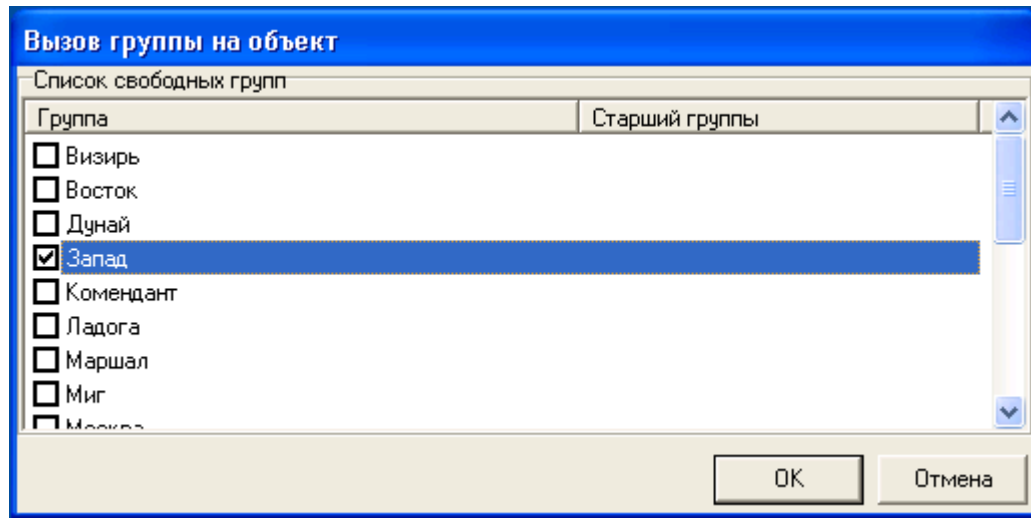 Вызов группы на объект
Список свободных групп
Группа Старший группы
Визирь
Восток
Дунай
Запад
Комендант
Ладога
Маршал
Миг
OK Отмена